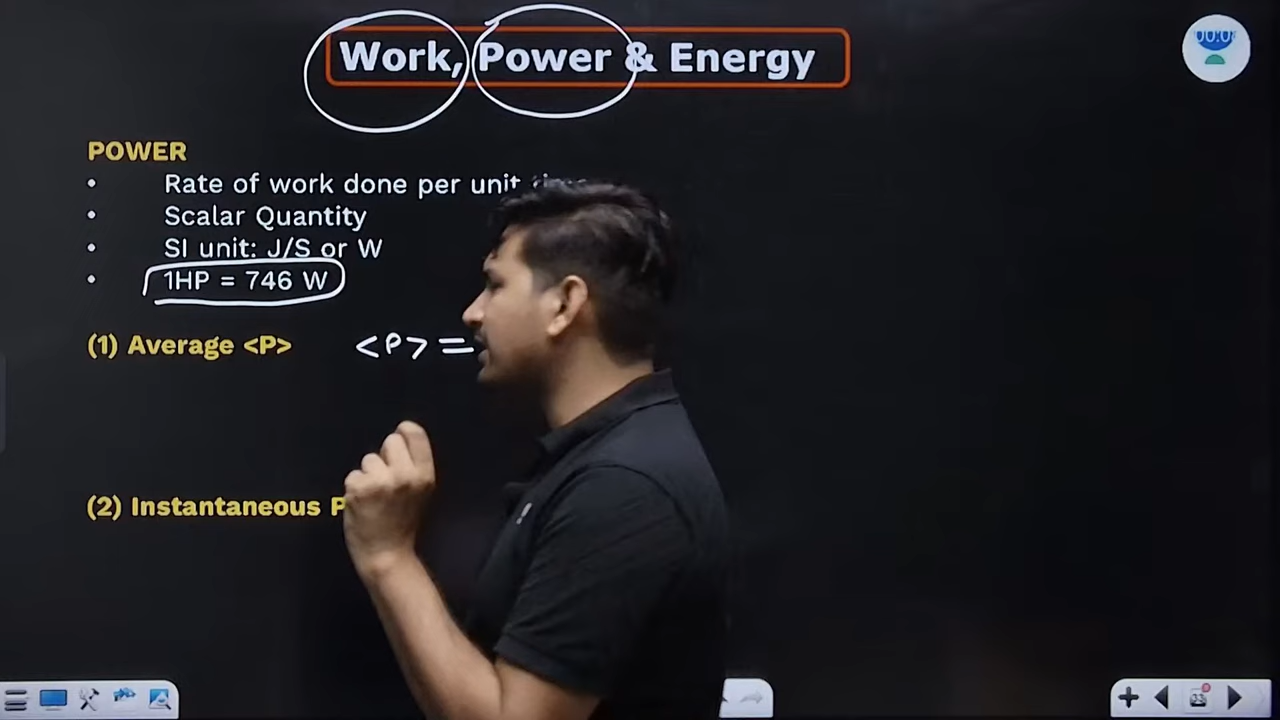 Work, Power & Energy
POWER
• Rate of work done per unit
• Scalar Quantity
• SI unit: J/S or W
• 1HP = 746 W
(1) Average <P> <P> =
(2) Instantaneous P